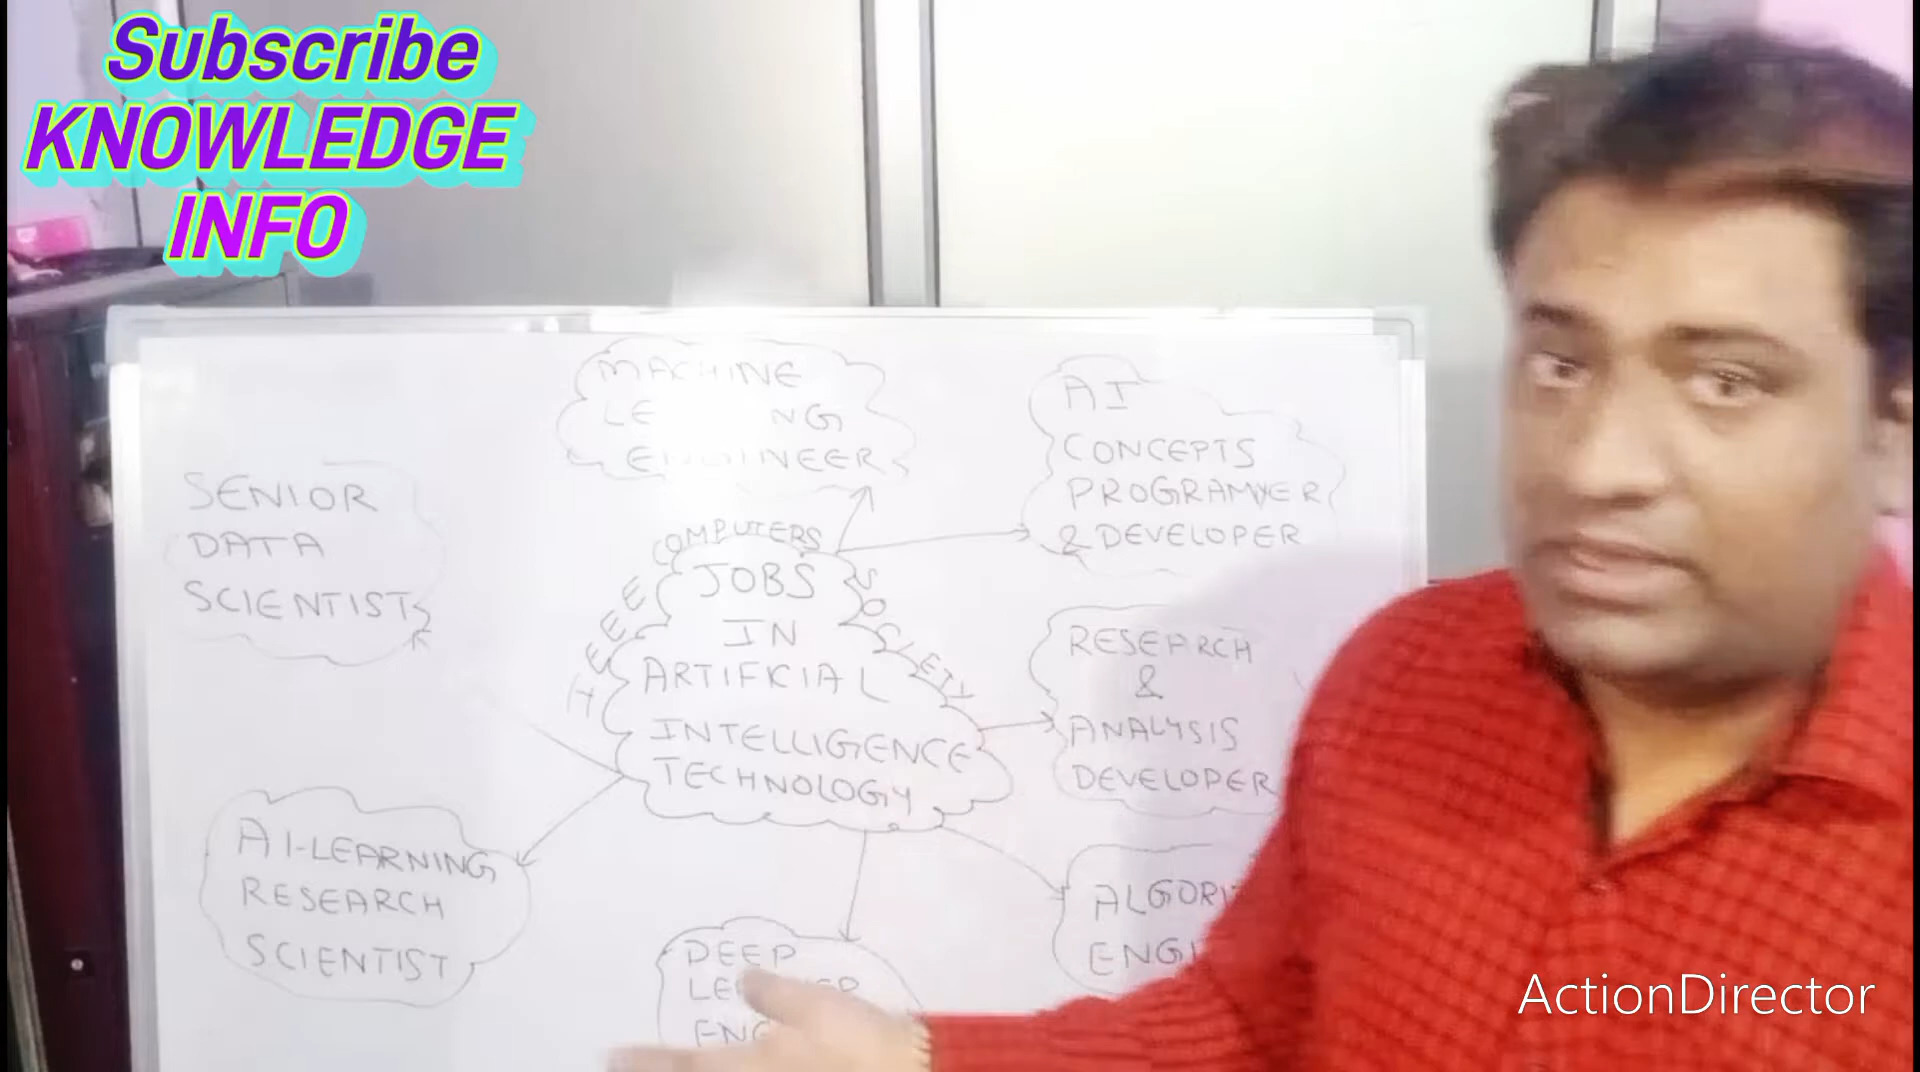 Subscribe
KNOWLEDGE
INFO
MACHINE
SENIOR
DATA
SCIENTIST
AI
CONCEPTS
PROGRAMMER
& DEVELOPER
IEEE COMPUTERS SOCIETY
JOBS
IN
ARTIFICIAL
INTELLIGENCE
TECHNOLOGY
RESEARCH
&
ANALYSIS
DEVELOPER
AI-LEARNING
RESEARCH
SCIENTIST
DEEP
ActionDirector